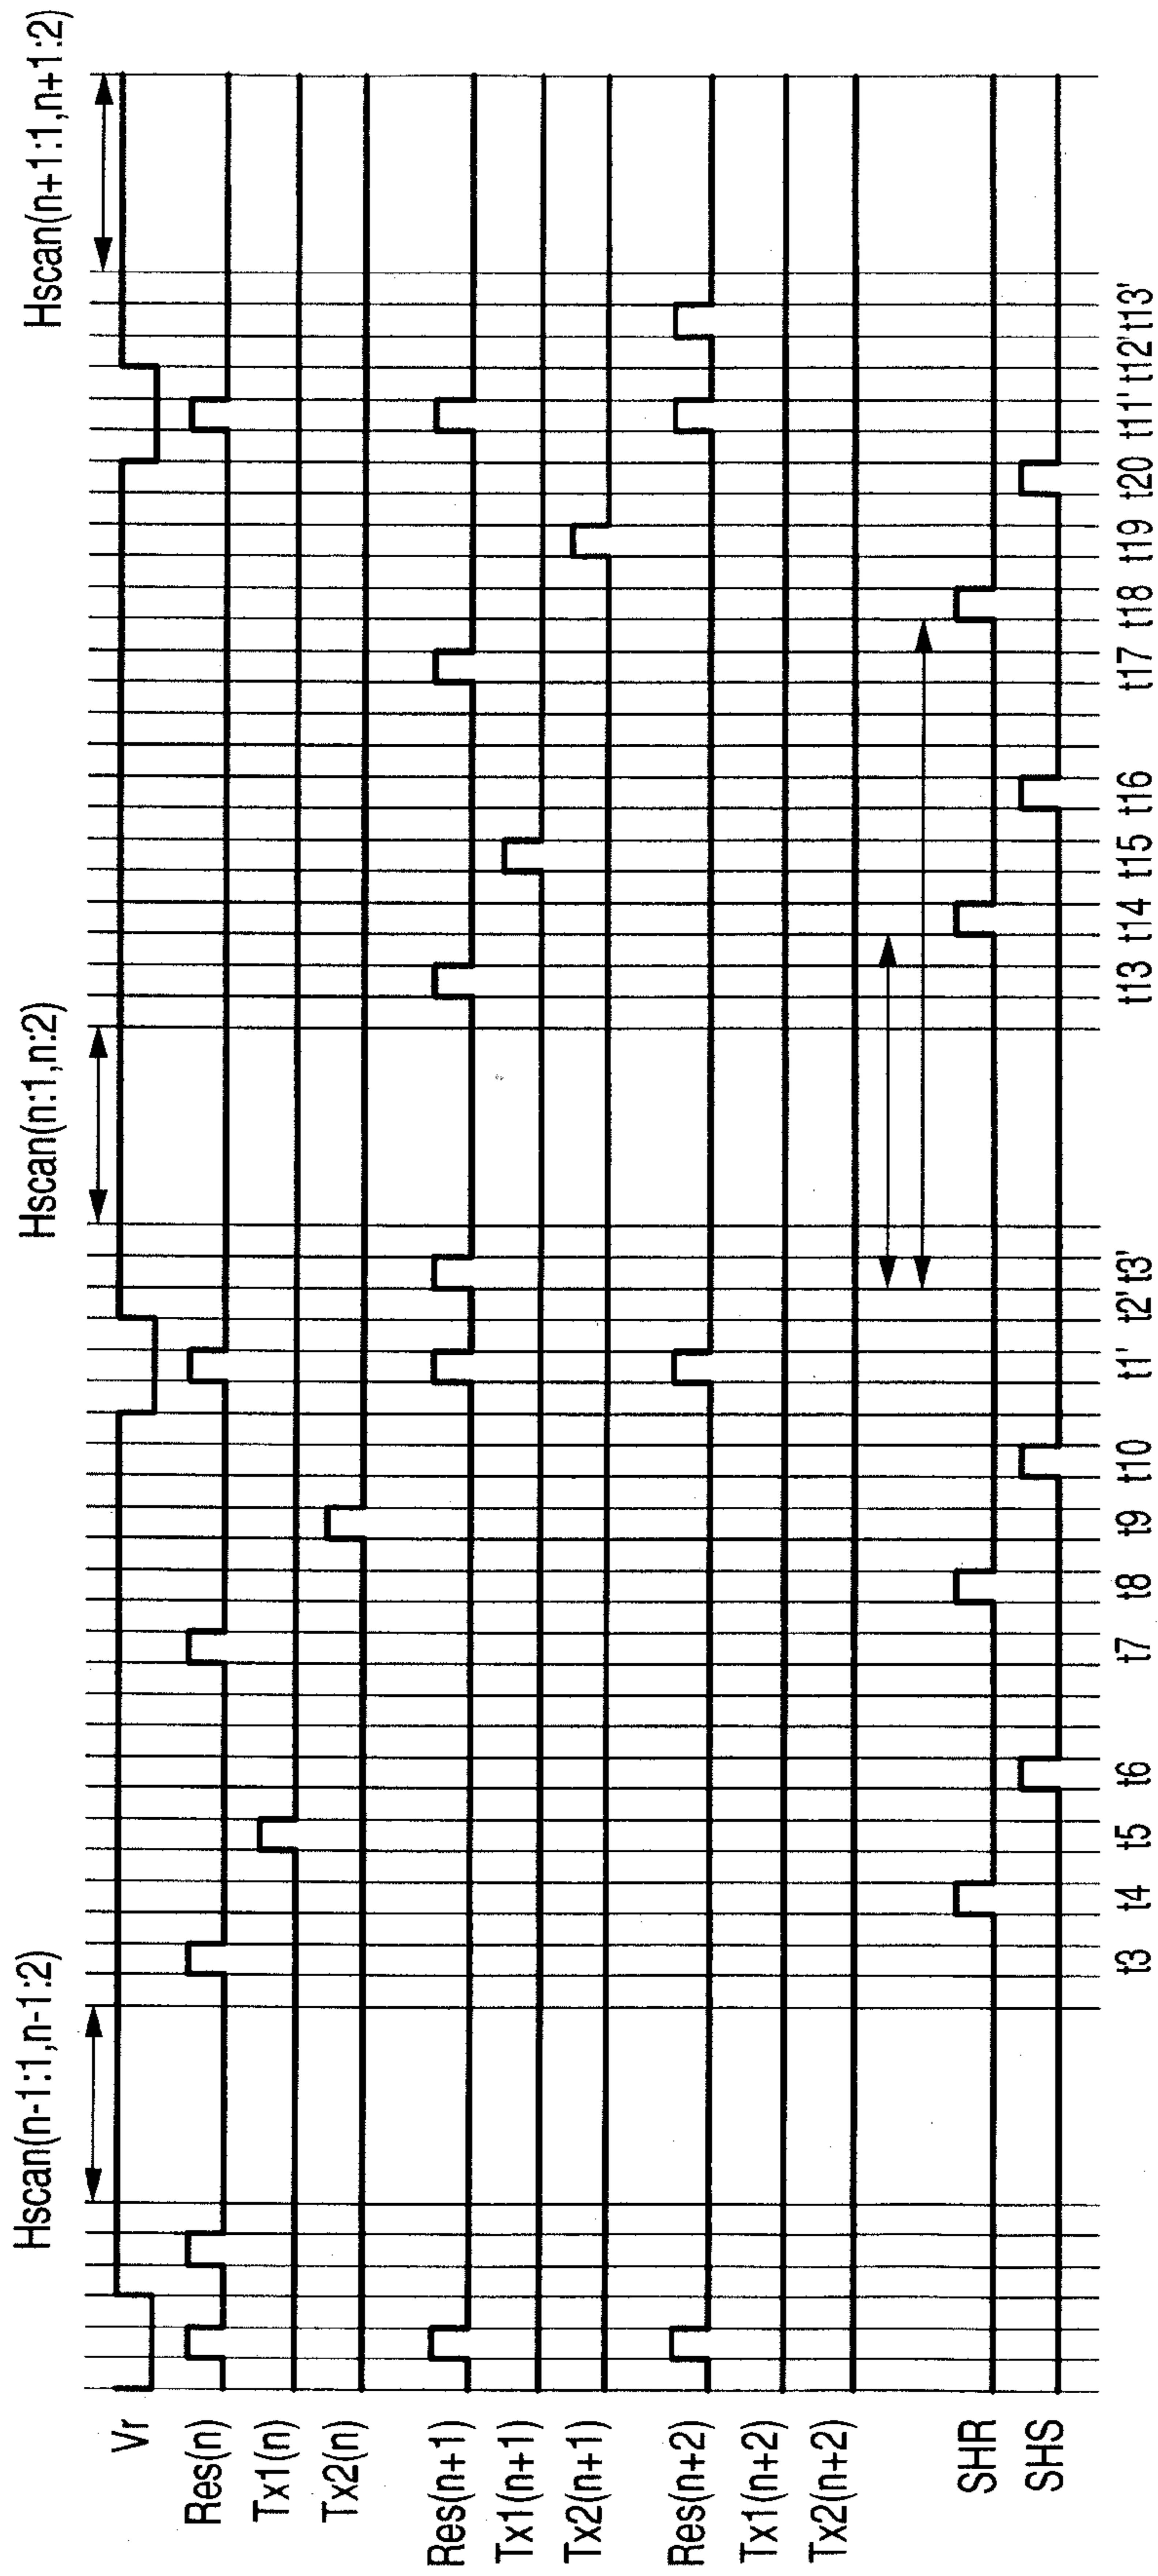 Hscan(n-1:1,n-1:2)
Hscan(n:1,n:2)
Hscan(n+1:1,n+1:2)
Vr
Res(n)
Tx1(n)
Tx2(n)
Res(n+1)
Tx1(n+1)
Tx2(n+1)
Res(n+2)
Tx1(n+2)
Tx2(n+2)
SHR
SHS
t3 t4 t5 t6 t7 t8 t9 t10 t1' t2' t3' t13 t14 t15 t16 t17 t18 t19 t20 t11' t12' t13'